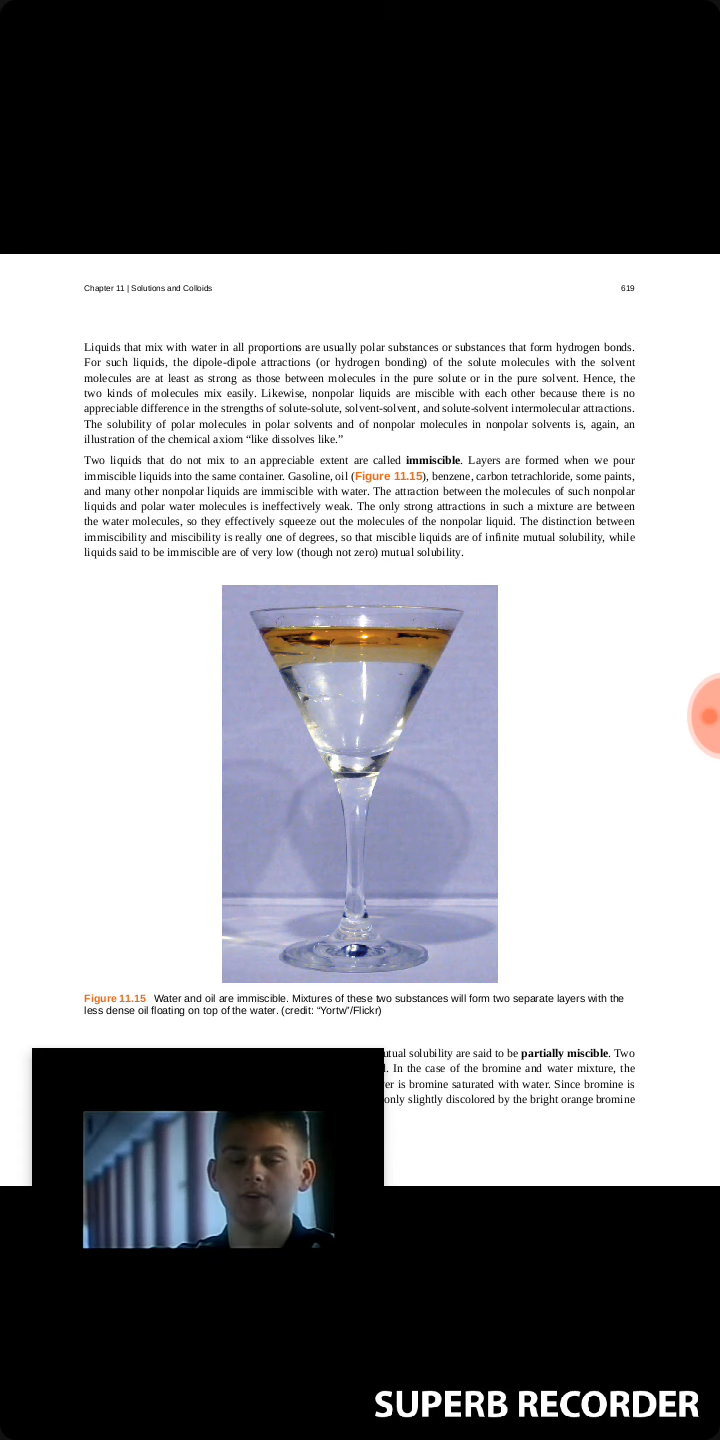 Chapter 11 | Solutions and Colloids 619
Liquids that mix with water in all proportions are usually polar substances or substances that form hydrogen bonds.
For such liquids, the dipole-dipole attractions (or hydrogen bonding) of the solute molecules with the solvent
molecules are at least as strong as those between molecules in the pure solute or in the pure solvent. Hence, the
two kinds of molecules mix easily. Likewise, nonpolar liquids are miscible with each other because there is no
appreciable difference in the strengths of solute-solute, solvent-solvent, and solute-solvent intermolecular attractions.
The solubility of polar molecules in polar solvents and of nonpolar molecules in nonpolar solvents is, again, an
illustration of the chemical axiom “like dissolves like.”
Two liquids that do not mix to an appreciable extent are called immiscible. Layers are formed when we pour
immiscible liquids into the same container. Gasoline, oil (Figure 11.15), benzene, carbon tetrachloride, some paints,
and many other nonpolar liquids are immiscible with water. The attraction between the molecules of such nonpolar
liquids and polar water molecules is ineffectively weak. The only strong attractions in such a mixture are between
the water molecules, so they effectively squeeze out the molecules of the nonpolar liquid. The distinction between
immiscibility and miscibility is really one of degrees, so that miscible liquids are of infinite mutual solubility, while
liquids said to be immiscible are of very low (though not zero) mutual solubility.
Figure 11.15 Water and oil are immiscible. Mixtures of these two substances will form two separate layers with the
less dense oil floating on top of the water. (credit: “Yortw”/Flickr)
solubility are said to be partially miscible. Two
In the case of the bromine and water mixture, the
is bromine saturated with water. Since bromine is
only slightly discolored by the bright orange bromine
SUPERB RECORDER